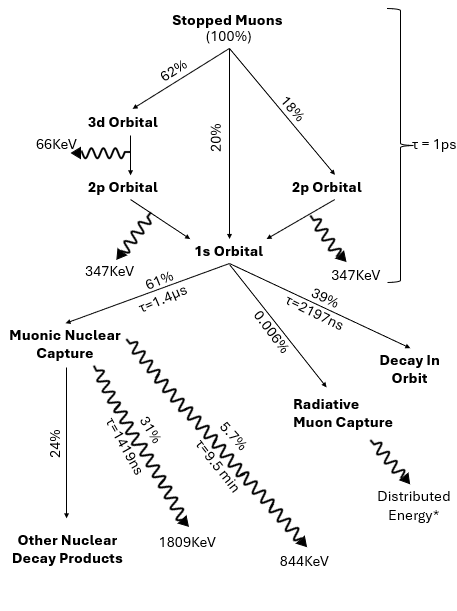 Stopped Muons
(100%)
62%
20%
18%
3d Orbital
66KeV
τ = 1ps
2p Orbital
2p Orbital
1s Orbital
347KeV
347KeV
61%
τ=1.4μs
39%
τ=2197ns
0.006%
Muonic Nuclear
Capture
Decay In
Orbit
Radiative
Muon Capture
24%
31%
τ=1419ns
5.7%
τ=9.5 min
Distributed
Energy*
Other Nuclear
Decay Products
1809KeV
844KeV